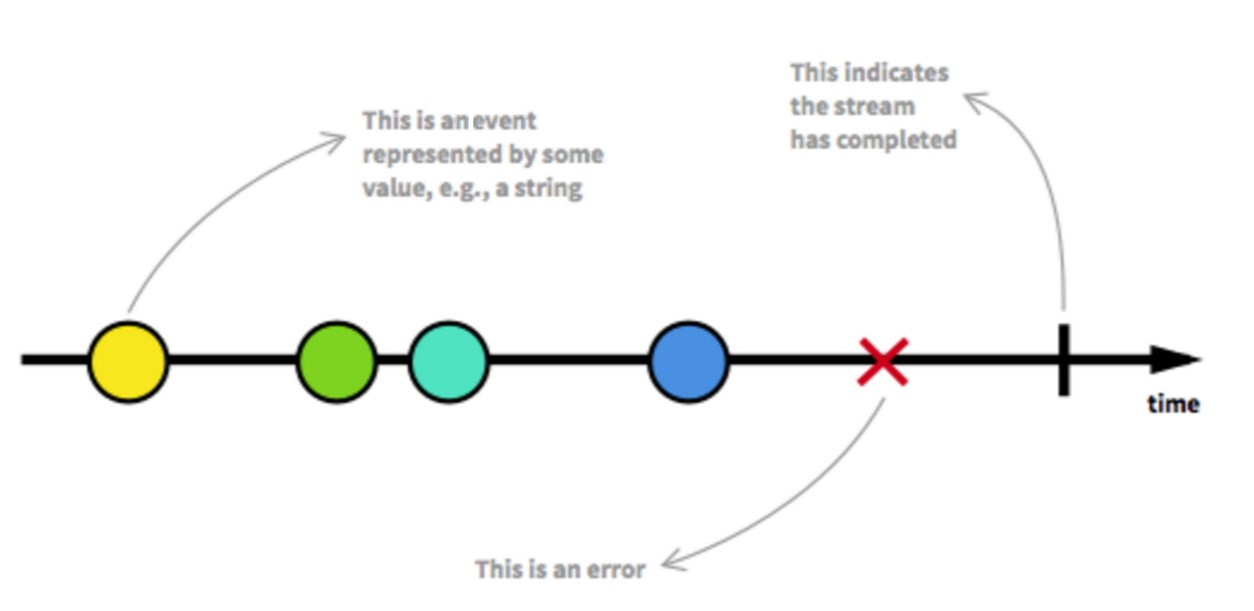 This indicates
the stream
has completed
This is an event
represented by some
value, e.g., a string
time
This is an error